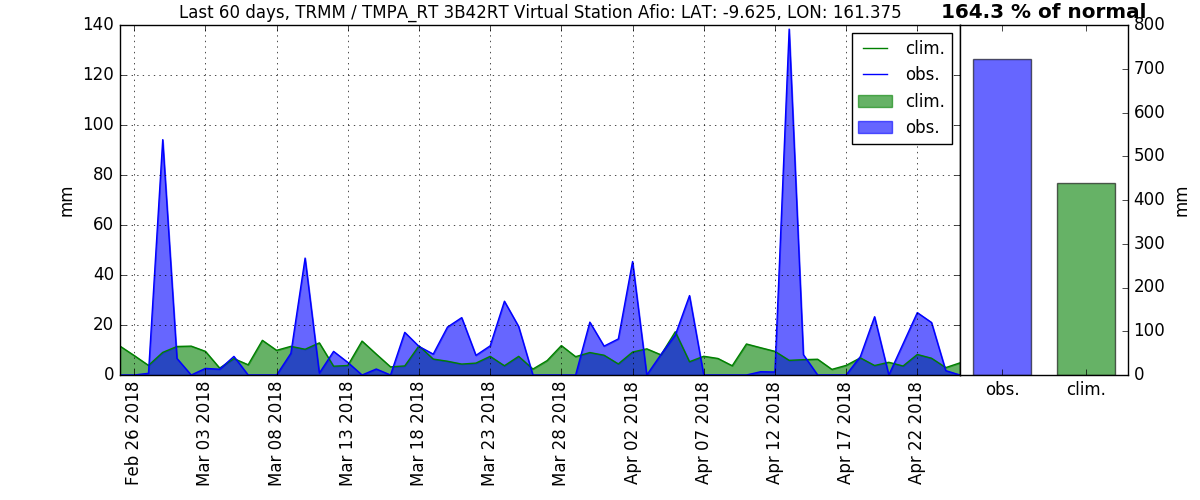 Last 60 days, TRMM / TMPA_RT 3B42RT Virtual Station Afio: LAT: -9.625, LON: 161.375
164.3 % of normal
140
120
100
80
60
40
20
0
mm
clim.
obs.
clim.
obs.
Feb 26 2018
Mar 03 2018
Mar 08 2018
Mar 13 2018
Mar 18 2018
Mar 23 2018
Mar 28 2018
Apr 02 2018
Apr 07 2018
Apr 12 2018
Apr 17 2018
Apr 22 2018
800
700
600
500
400
300
200
100
0
mm
obs.
clim.